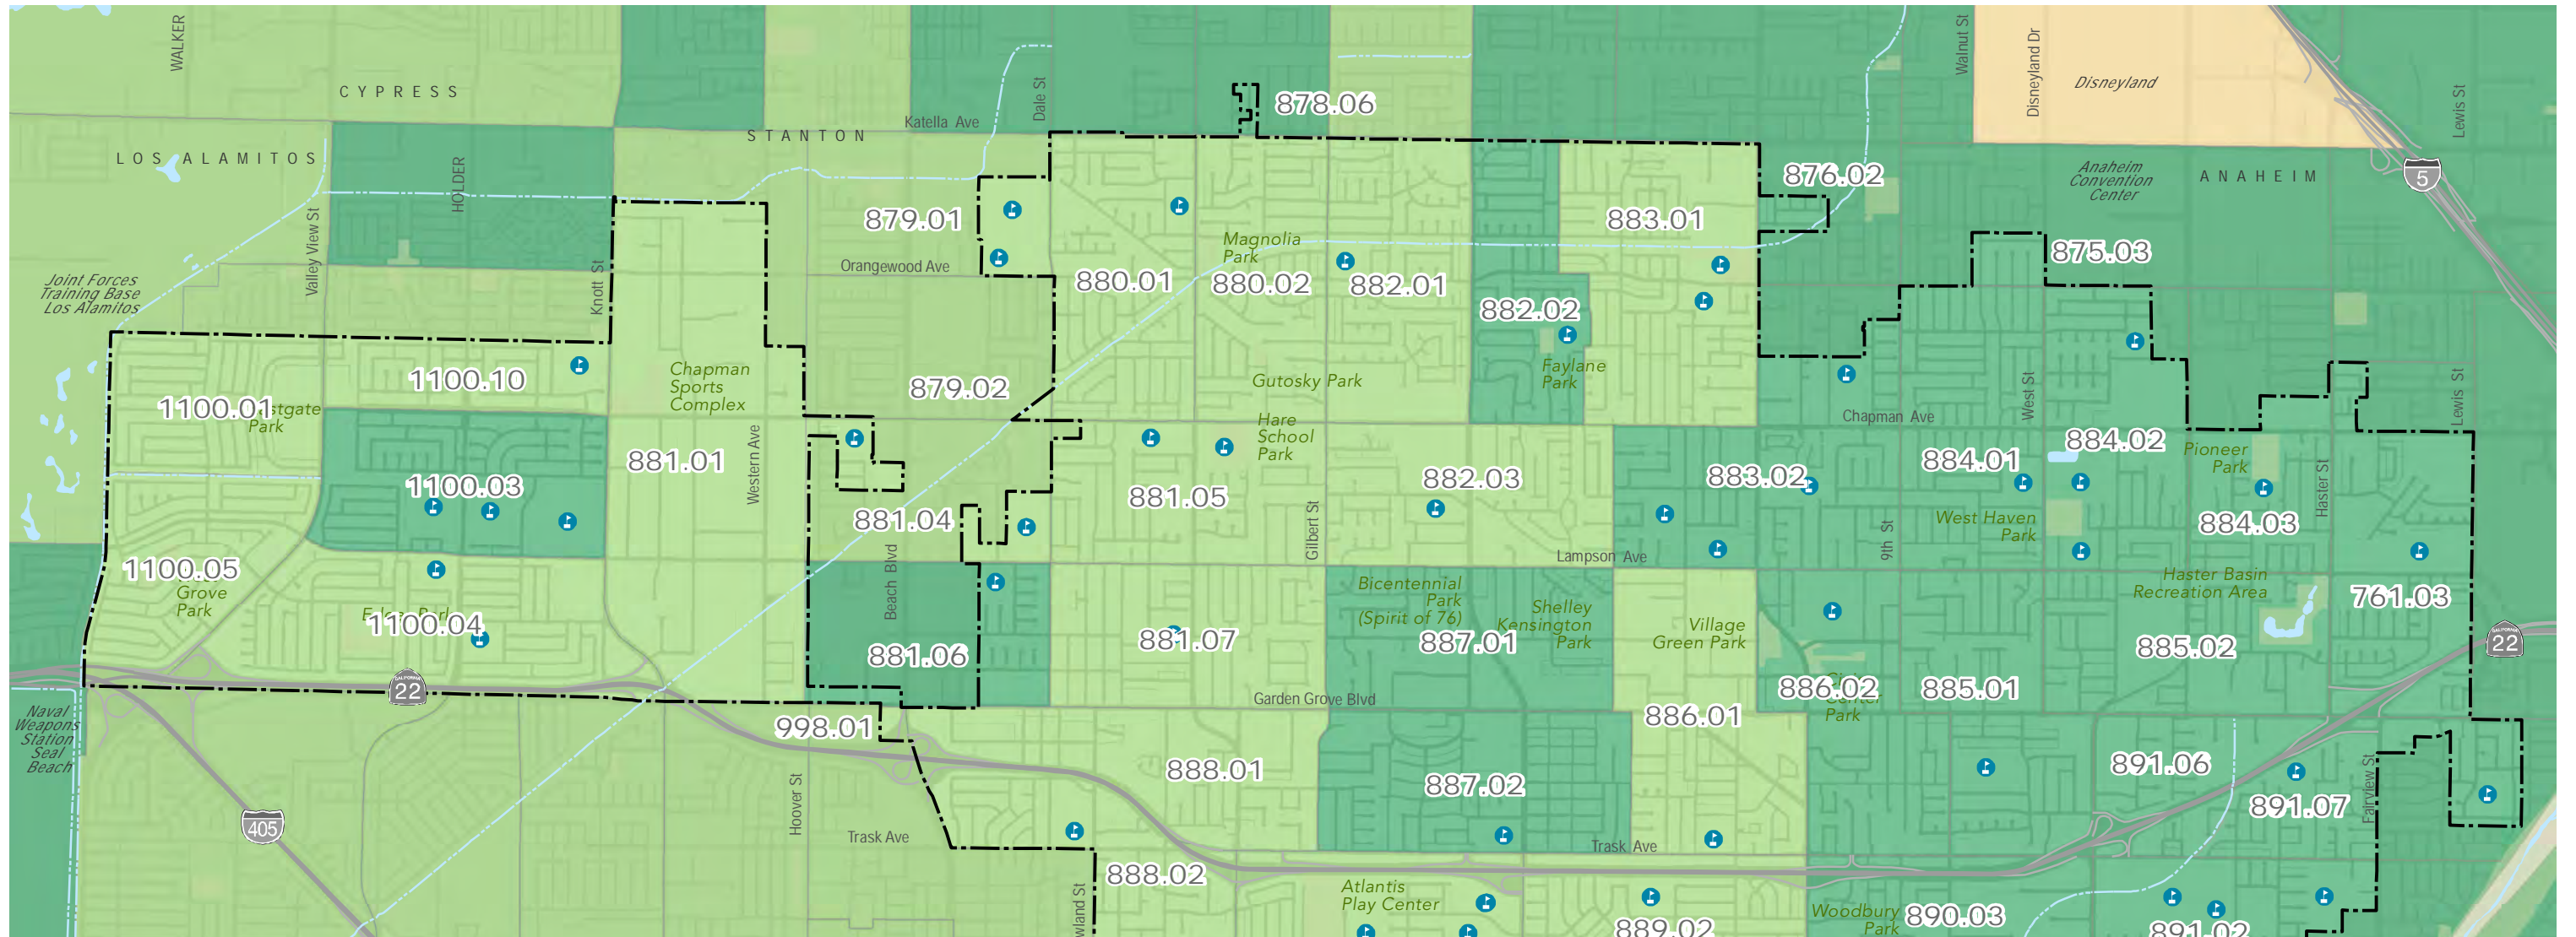 WALKER
CYPRESS
LOS ALAMITOS
HOLDER
STANTON
Katella Ave
Dale St
878.06
Walnut St
Disneyland Dr
Disneyland
Lewis St
Anaheim
Convention
Center
ANAHEIM
5
876.02
Valley View St
Knott St
879.01
Orangewood Ave
Magnolia
Park
880.01
880.02
882.01
883.01
875.03
Joint Forces
Training Base
Los Alamitos
882.02
Faylane
Park
1100.10
1100.01
Park
Chapman
Sports
Complex
879.02
Gutosky Park
Chapman Ave
West St
Lewis St
Hare
School
Park
881.01
Western Ave
1100.03
881.04
881.05
Gilbert St
882.03
883.02
884.01
884.02
Pioneer
Park
Haster St
884.03
West Haven
Park
9th St
Lampson Ave
1100.05
Grove
Park
1100.04
Beach Blvd
881.06
881.07
Bicentennial
Park
(Spirit of 76)
887.01
Shelley
Kensington
Park
Village
Green Park
Haster Basin
Recreation Area
761.03
885.02
CALIFORNIA
22
CALIFORNIA
22
886.02
Center
Park
885.01
Garden Grove Blvd
886.01
Naval
Weapons
Station
Seal
Beach
998.01
888.01
887.02
891.06
891.07
Fairview St
405
Hoover St
Trask Ave
Trask Ave
888.02
Atlantis
Play Center
889.02
Woodbury
Park
890.03
891.02